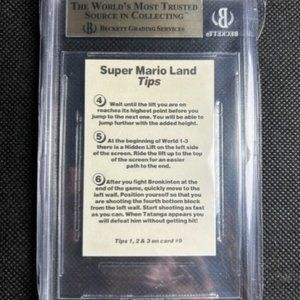 THE WORLD'S MOST TRUSTED
SOURCE IN COLLECTING™
BECKETT GRADING SERVICES
BECKETT
Super Mario Land
Tips
4 Wait until the lift you are on
reaches its highest point before you
jump to the next one. You will be able to
jump further with the added height.
5 At the beginning of World 1-3
there is a Hidden Lift on the left side
of the screen. Ride the lift up to the top
of the screen for an easier
path to the end.
6 After you fight Bronkinton at the
end of the game, quickly move to the
left wall. Position yourself so that you
are shooting the fourth bottom block
from the left wall. Start shooting as fast
as you can. When Tatanga appears you
will defeat him without getting hit!
Tips 1, 2 & 3 on card #9